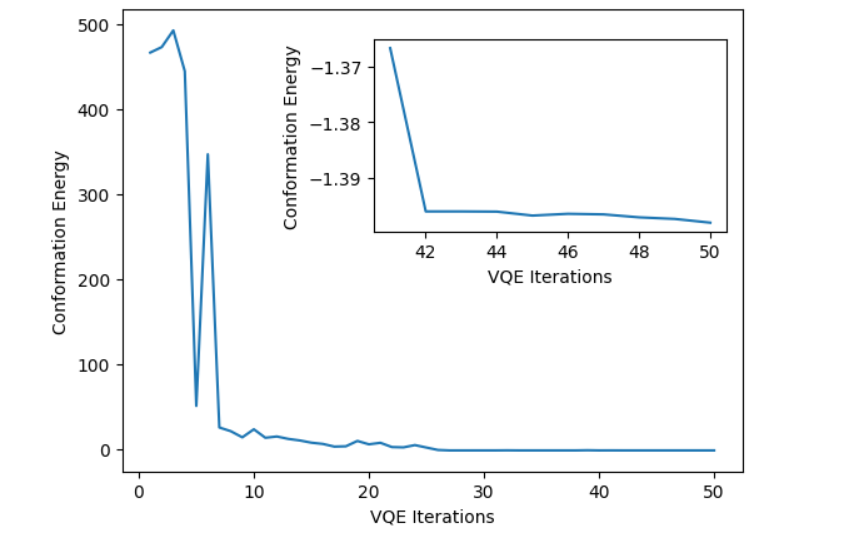 500
400
300
200
100
0
Conformation Energy
0 10 20 30 40 50
VQE Iterations
−1.37
−1.38
−1.39
Conformation Energy
42 44 46 48 50
VQE Iterations